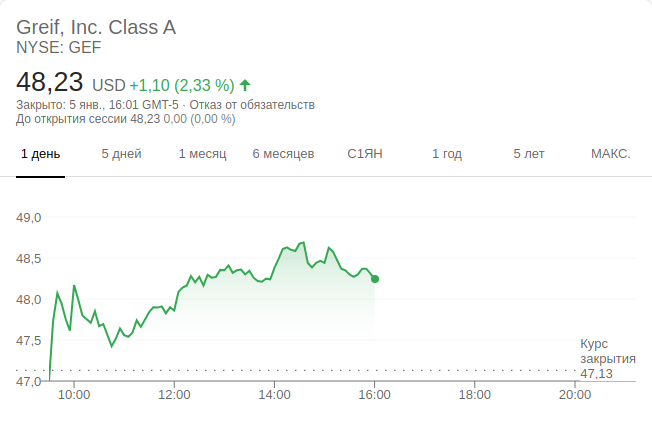 Greif, Inc. Class A
NYSE: GEF
48,23 USD +1,10 (2,33 %)
Закрыто: 5 янв., 16:01 GMT-5 · Отказ от обязательств
До открытия сессии 48,23 0,00 (0,00 %)
1 день 5 дней 1 месяц 6 месяцев С1ЯН 1 год 5 лет МАКС.
49,0
48,5
48,0
47,5
Курс
закрытия
47,13
47,0
10:00 12:00 14:00 16:00 18:00 20:00